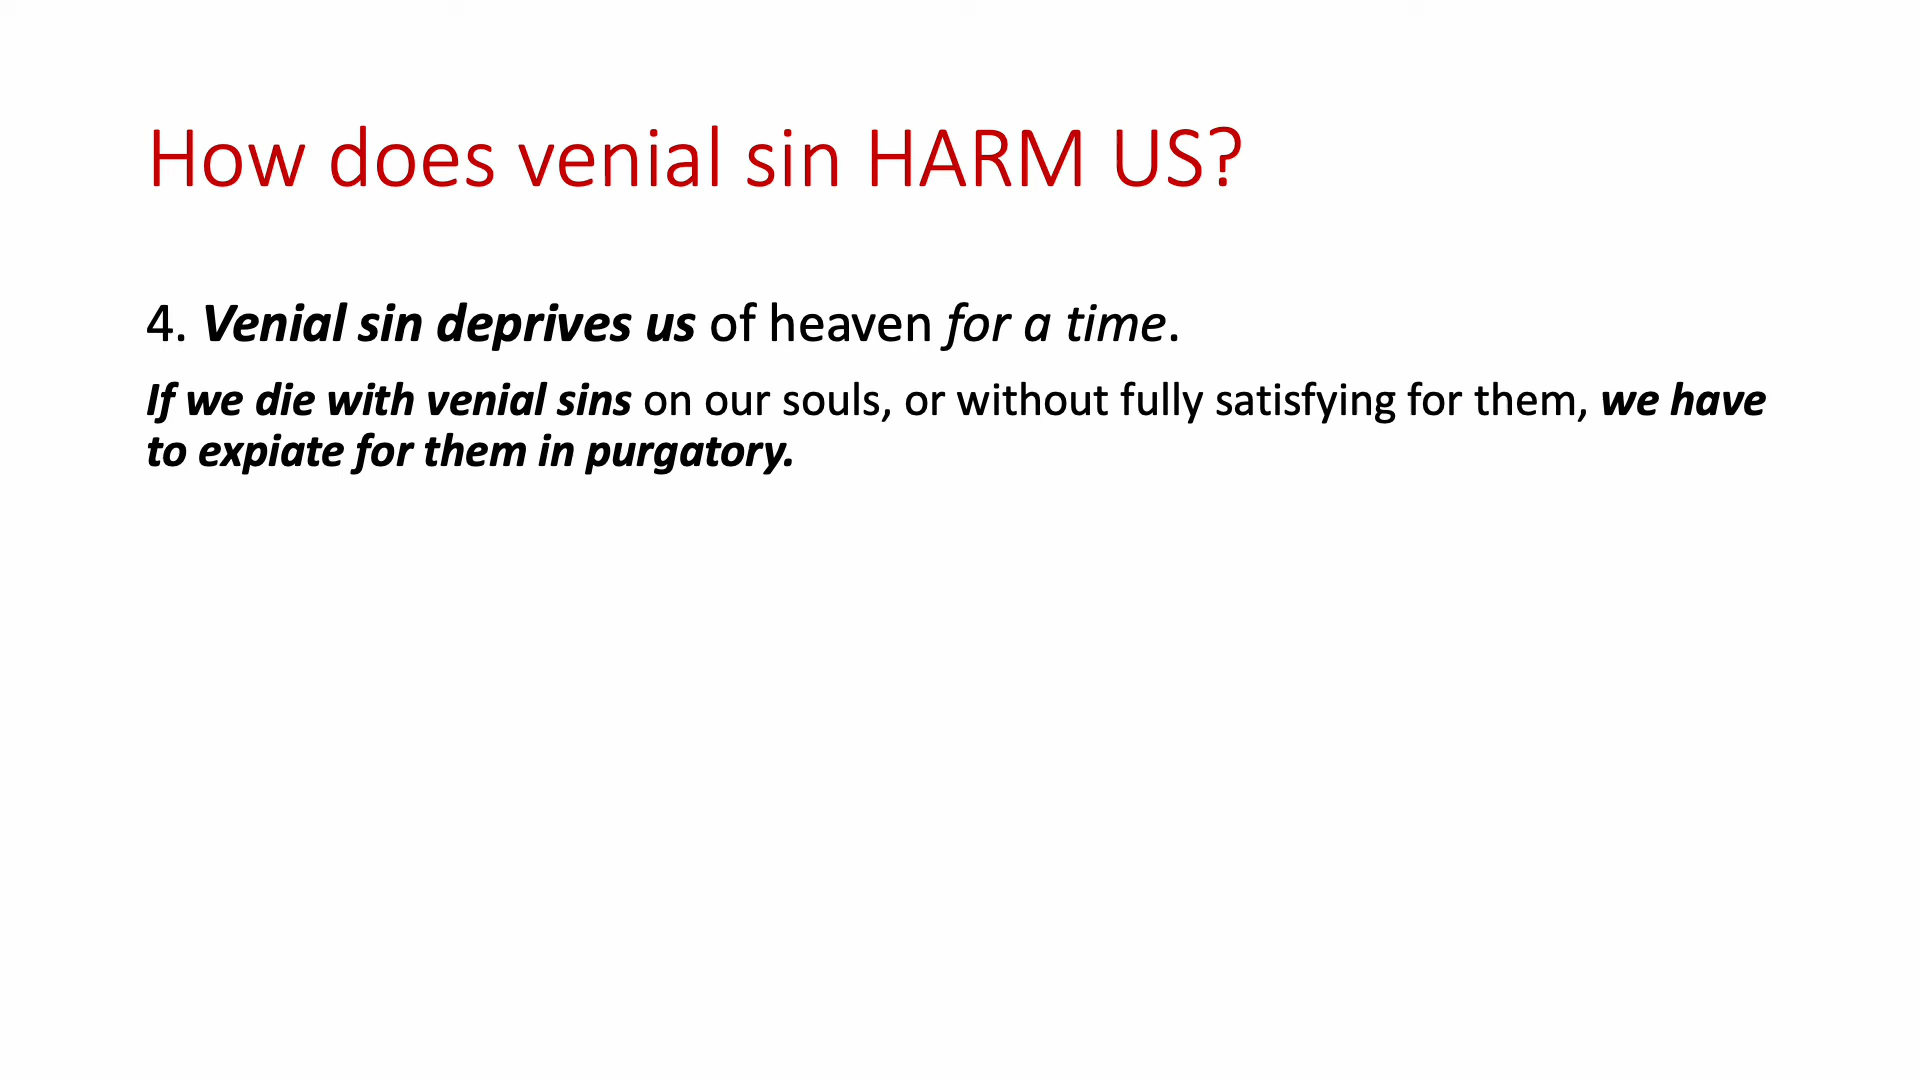 How does venial sin HARM US?
4. Venial sin deprives us of heaven for a time.
If we die with venial sins on our souls, or without fully satisfying for them, we have
to expiate for them in purgatory.